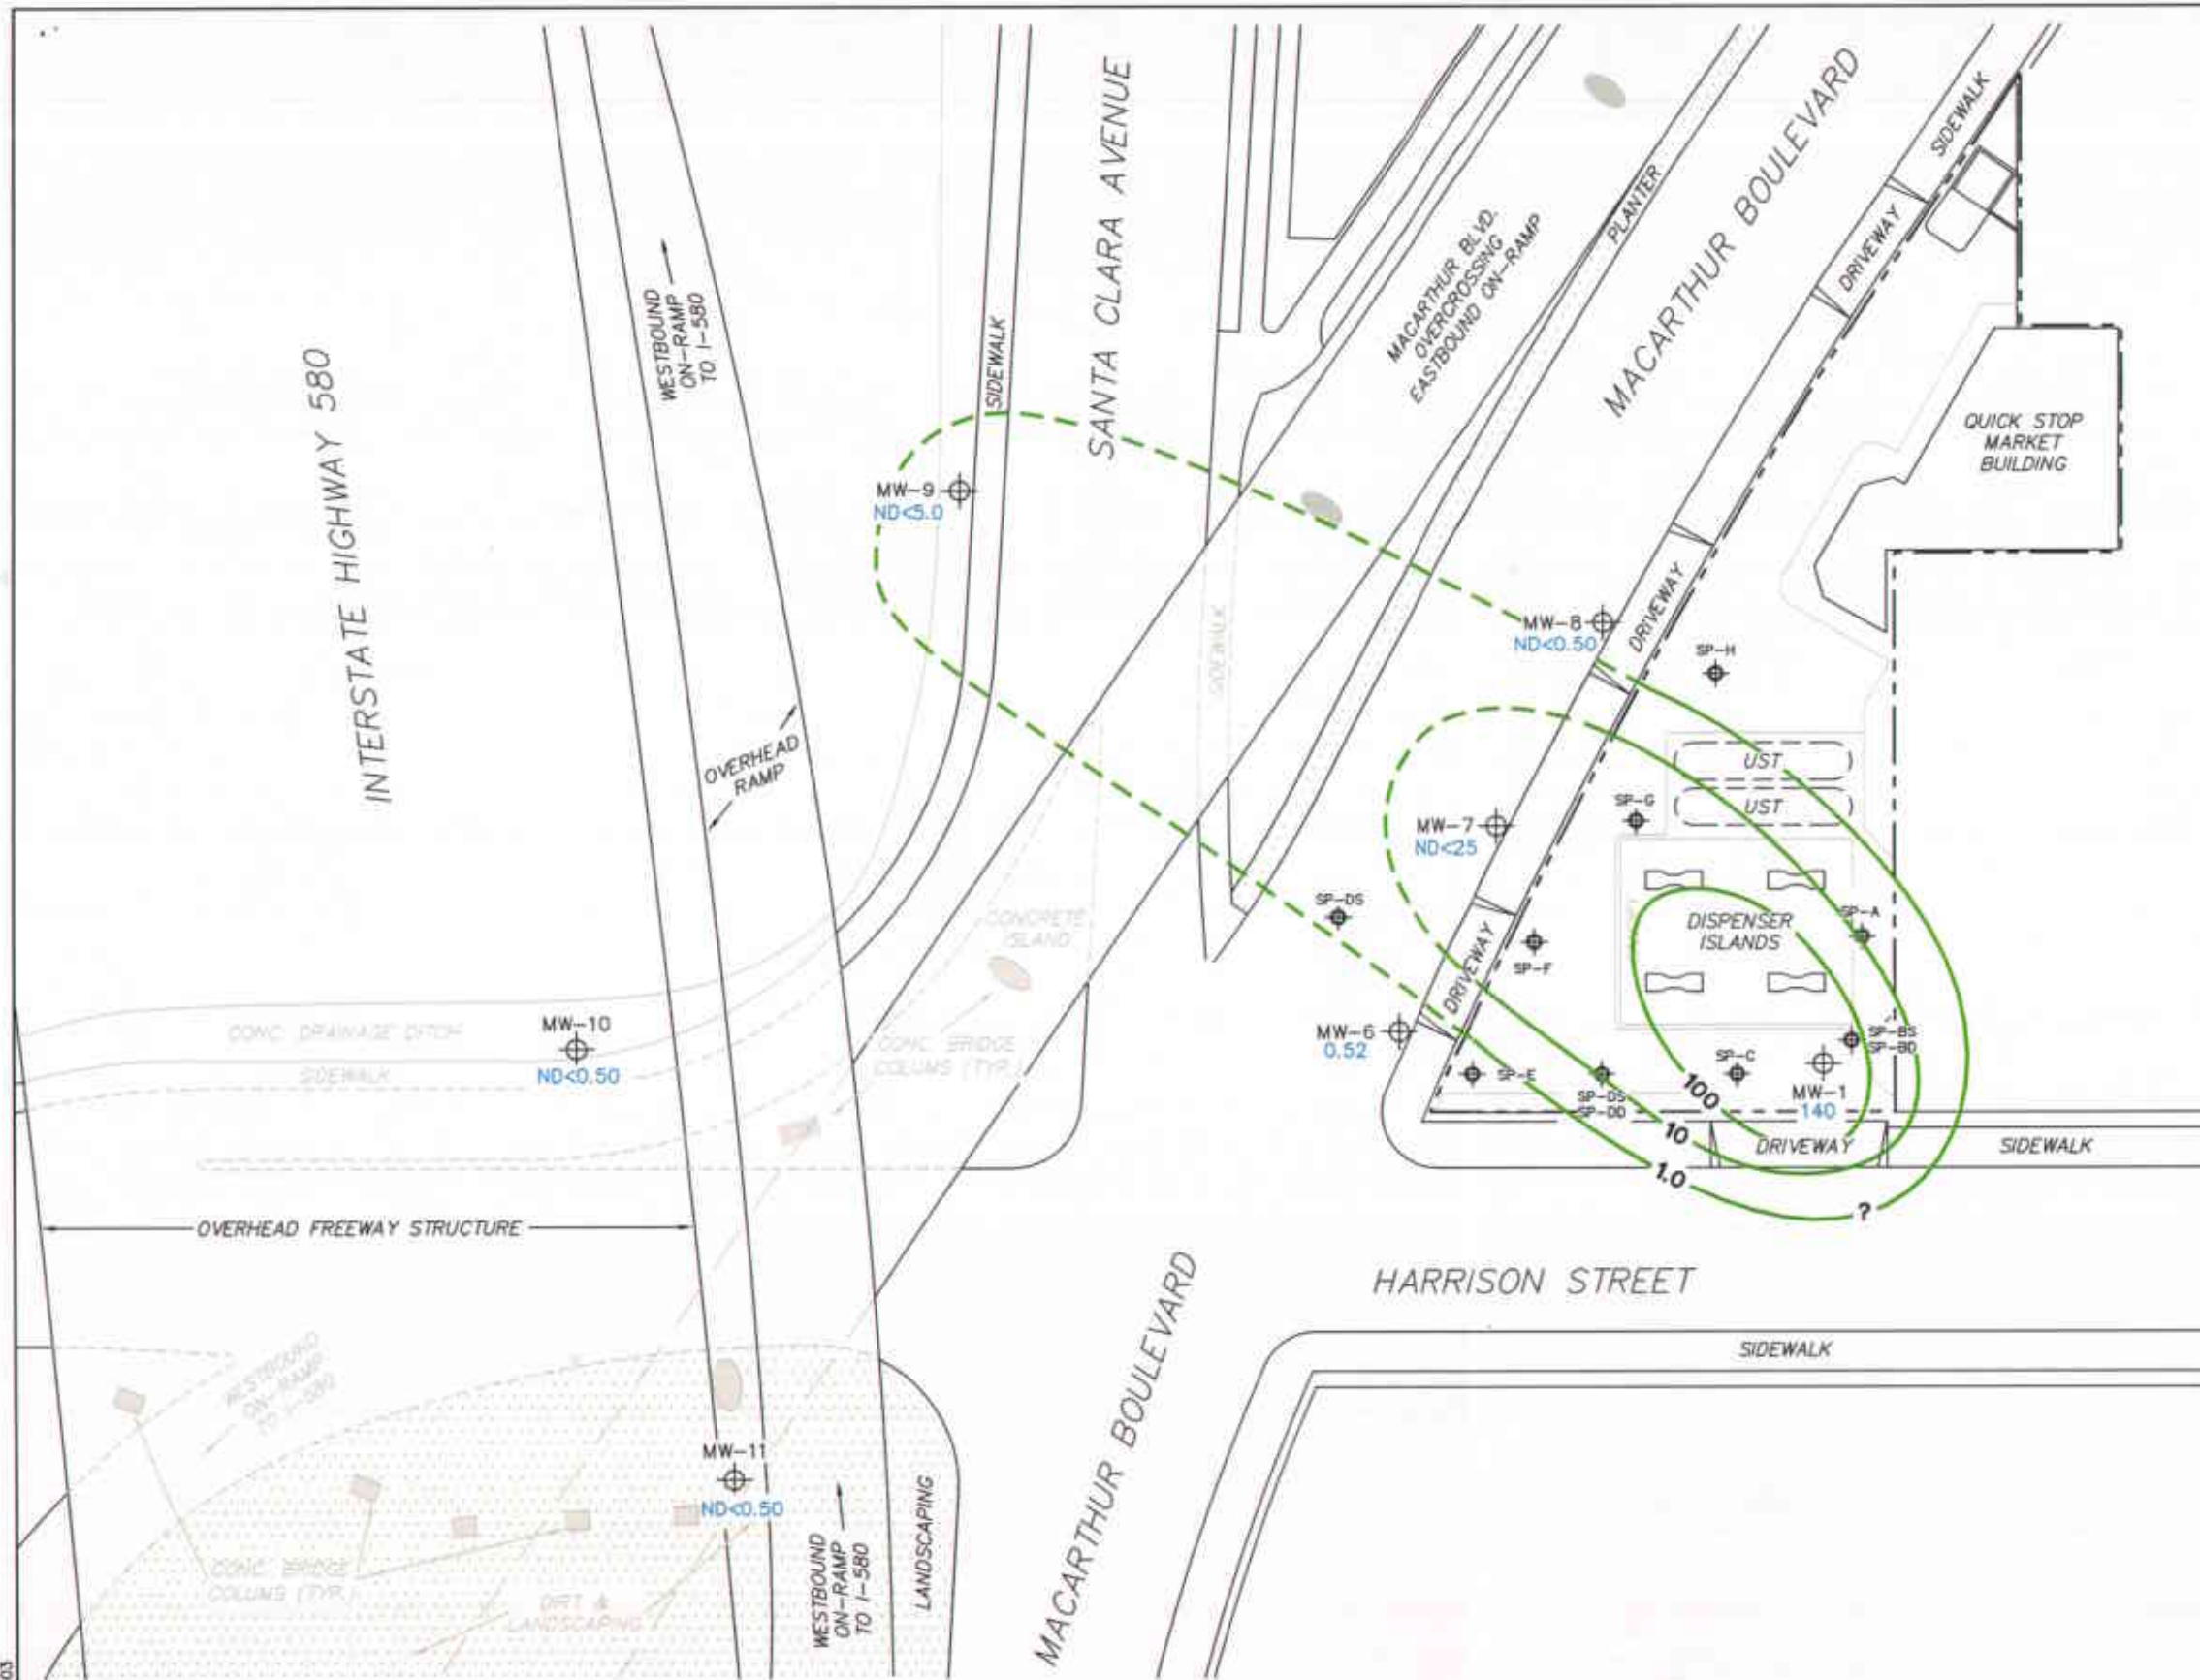 SANTA CLARA AVENUE
MACARTHUR BOULEVARD
SIDEWALK
DRIVEWAY
PLANTER
MACARTHUR BLVD.
OVERCROSSING
EASTBOUND ON-RAMP
WESTBOUND
ON-RAMP
TO I-580
SIDEWALK
INTERSTATE HIGHWAY 580
QUICK STOP
MARKET
BUILDING
MW-9
ND<5.0
MW-8
ND<0.50
DRIVEWAY
SIDEWALK
SP-H
OVERHEAD
RAMP
UST
UST
SP-G
MW-7
ND<25
SP-DS
SP-A
DISPENSER
ISLANDS
CONCRETE
ISLAND
SP-F
DRIVEWAY
MW-10
ND<0.50
CONC. DRAINAGE DITCH
SIDEWALK
CONC. BRIDGE
COLUMS (TYP.)
MW-6
0.52
SP-BS
SP-BD
SP-C
SP-E
MW-1
140
SP-DS
SP-DD
100
10
1.0
?
DRIVEWAY
SIDEWALK
OVERHEAD FREEWAY STRUCTURE
HARRISON STREET
SIDEWALK
MACARTHUR BOULEVARD
WESTBOUND
ON-RAMP
TO I-580
MW-11
ND<0.50
WESTBOUND
ON-RAMP
TO I-580
LANDSCAPING
CONC. BRIDGE
COLUMS (TYP.)
DIRT &
LANDSCAPING
03